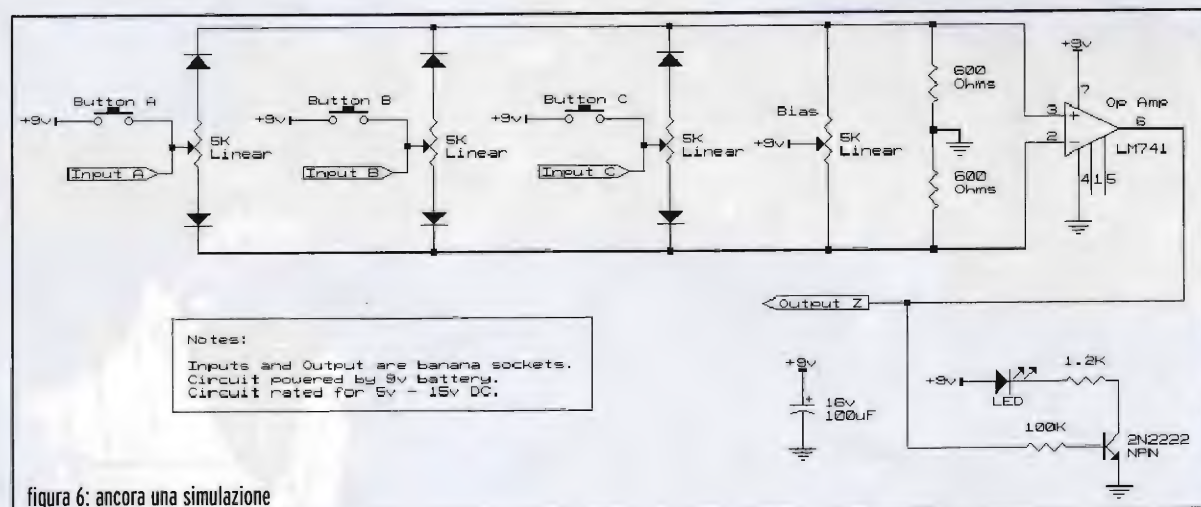 +9v
Button A
+9v
5K
Linear
Input A
Button B
+9v
5K
Linear
Input B
Button C
+9v
5K
Linear
Input C
Bias
+9v
5K
Linear
600
Ohms
600
Ohms
+9v
7
Op Amp
3
+
6
2
−
LM741
4
1
5
Output Z
Notes:
Inputs and Output are banana sockets.
Circuit powered by 9v battery.
Circuit rated for 5v - 15v DC.
+9v
+
16v
100uF
+9v
LED
1.2K
100K
2N2222
NPN
figura 6: ancora una simulazione